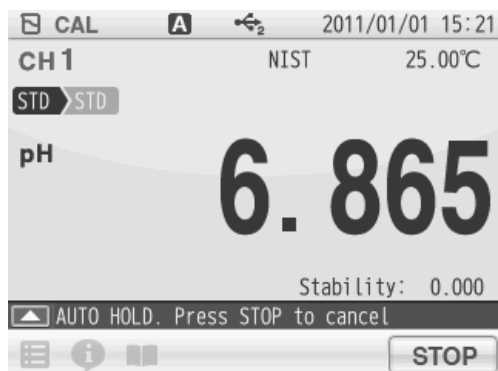 CAL A 2 2011/01/01 15:21
CH1 NIST 25.00℃
STD STD
pH 6.865
Stability: 0.000
AUTO HOLD. Press STOP to cancel
i STOP